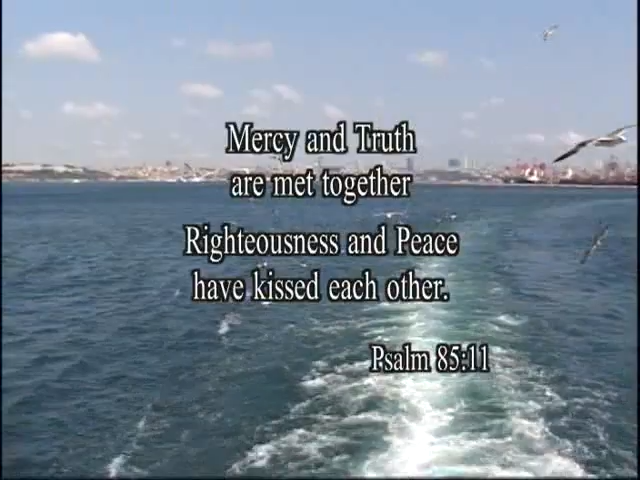 Mercy and Truth
are met together
Righteousness and Peace
have kissed each other.
Psalm 85:11